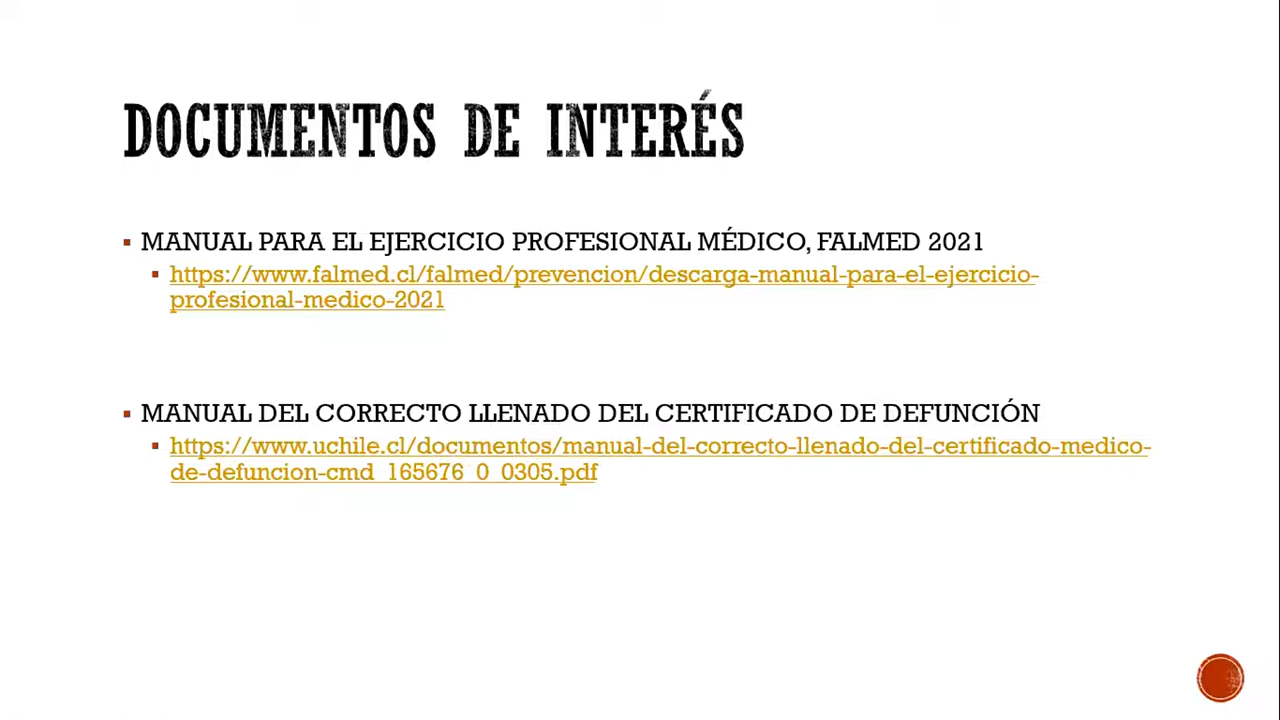 DOCUMENTOS DE INTERÉS
▪ MANUAL PARA EL EJERCICIO PROFESIONAL MÉDICO, FALMED 2021
▪ https://www.falmed.cl/falmed/prevencion/descarga-manual-para-el-ejercicio-
profesional-medico-2021
▪ MANUAL DEL CORRECTO LLENADO DEL CERTIFICADO DE DEFUNCIÓN
▪ https://www.uchile.cl/documentos/manual-del-correcto-llenado-del-certificado-medico-
de-defuncion-cmd_165676_0_0305.pdf